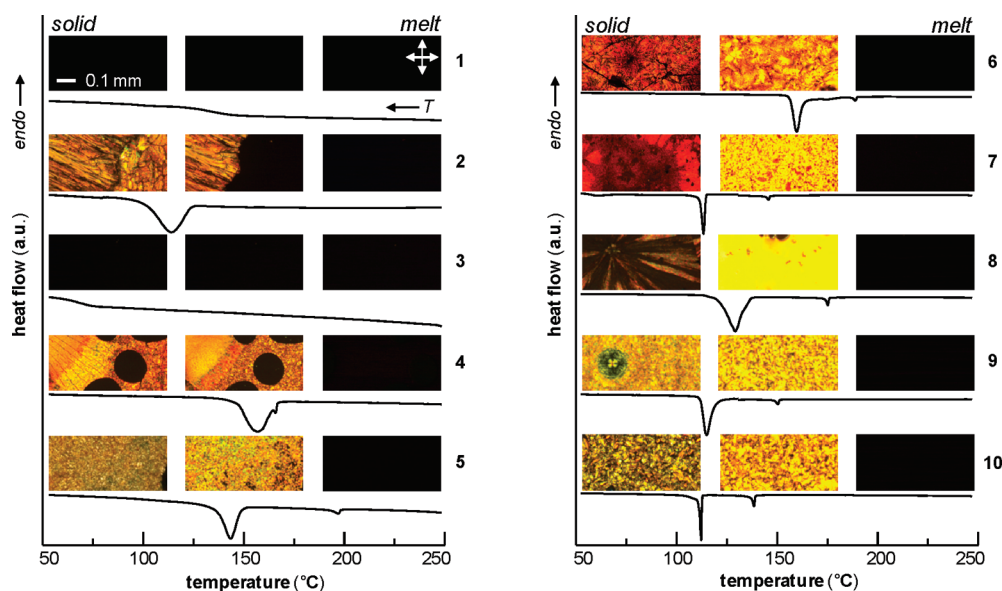 solid melt
1
0.1 mm
endo
T
2
3
heat flow (a.u.)
4
5
50 100 150 200 250
temperature (°C)
solid melt
6
endo
7
8
heat flow (a.u.)
9
10
50 100 150 200 250
temperature (°C)